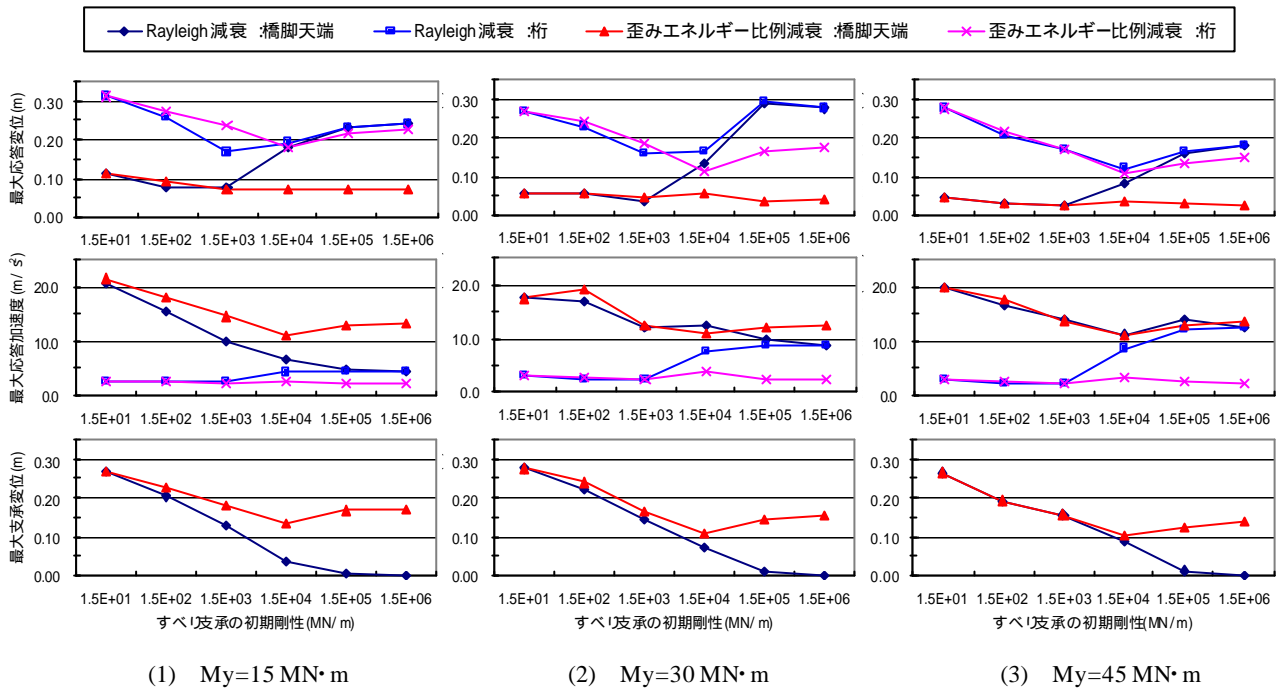 Rayleigh減衰 :橋脚天端 Rayleigh減衰 :桁 歪みエネルギー比例減衰 :橋脚天端 歪みエネルギー比例減衰 :桁
最大応答変位(m)
0.30
0.20
0.10
0.00
1.5E+01 1.5E+02 1.5E+03 1.5E+04 1.5E+05 1.5E+06
0.30
0.20
0.10
0.00
1.5E+01 1.5E+02 1.5E+03 1.5E+04 1.5E+05 1.5E+06
0.30
0.20
0.10
0.00
1.5E+01 1.5E+02 1.5E+03 1.5E+04 1.5E+05 1.5E+06
最大応答加速度(m/s²)
20.0
10.0
0.0
1.5E+01 1.5E+02 1.5E+03 1.5E+04 1.5E+05 1.5E+06
20.0
10.0
0.0
1.5E+01 1.5E+02 1.5E+03 1.5E+04 1.5E+05 1.5E+06
20.0
10.0
0.0
1.5E+01 1.5E+02 1.5E+03 1.5E+04 1.5E+05 1.5E+06
最大支承変位(m)
0.30
0.20
0.10
0.00
1.5E+01 1.5E+02 1.5E+03 1.5E+04 1.5E+05 1.5E+06
すべり支承の初期剛性(MN/m)
0.30
0.20
0.10
0.00
1.5E+01 1.5E+02 1.5E+03 1.5E+04 1.5E+05 1.5E+06
すべり支承の初期剛性(MN/m)
0.30
0.20
0.10
0.00
1.5E+01 1.5E+02 1.5E+03 1.5E+04 1.5E+05 1.5E+06
すべり支承の初期剛性(MN/m)
(1) My=15 MN・m
(2) My=30 MN・m
(3) My=45 MN・m